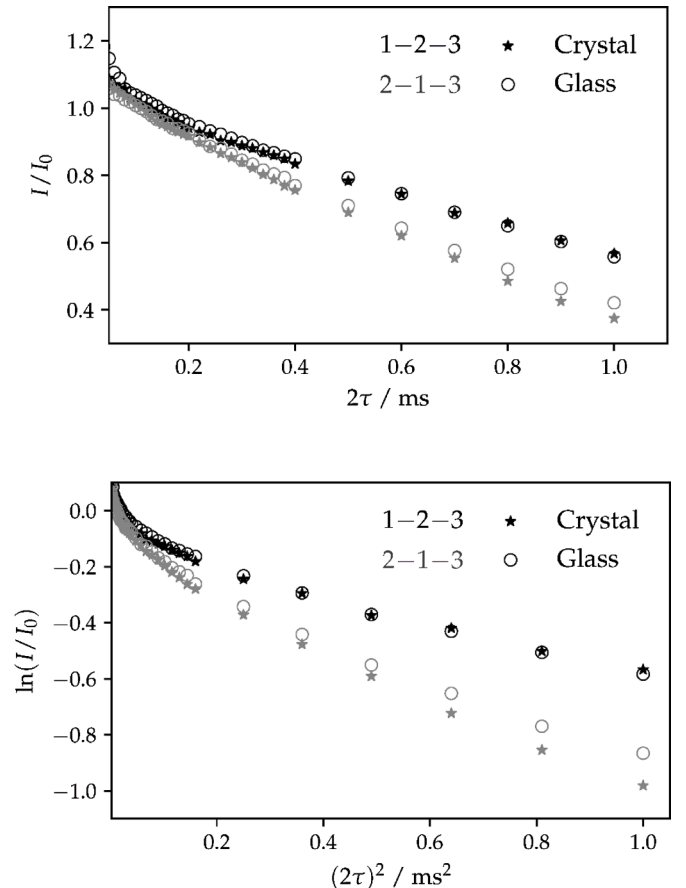 1.2
1.0
0.8
0.6
0.4
I/I₀
1−2−3 ★ Crystal
2−1−3 ○ Glass
0.2 0.4 0.6 0.8 1.0
2τ / ms
0.0
−0.2
−0.4
−0.6
−0.8
−1.0
ln(I/I₀)
1−2−3 ★ Crystal
2−1−3 ○ Glass
0.2 0.4 0.6 0.8 1.0
(2τ)² / ms²